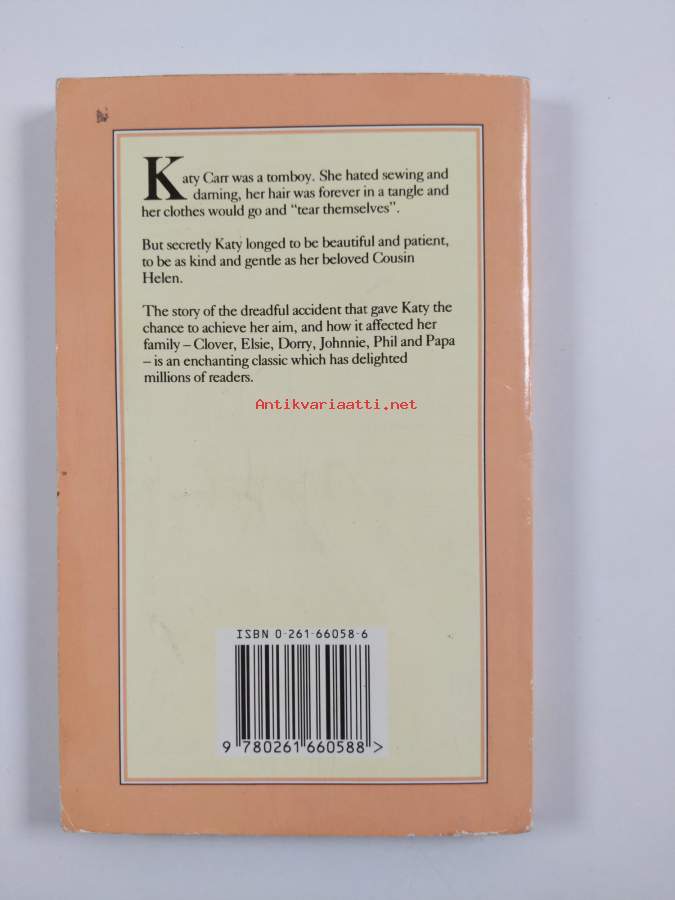 Katy Carr was a tomboy. She hated sewing and
darning, her hair was forever in a tangle and
her clothes would go and “tear themselves”.
But secretly Katy longed to be beautiful and patient,
to be as kind and gentle as her beloved Cousin
Helen.
The story of the dreadful accident that gave Katy the
chance to achieve her aim, and how it affected her
family – Clover, Elsie, Dorry, Johnnie, Phil and Papa
– is an enchanting classic which has delighted
millions of readers.
Antikvariaatti.net
ISBN 0-261-66058-6
9 780261 660588 >